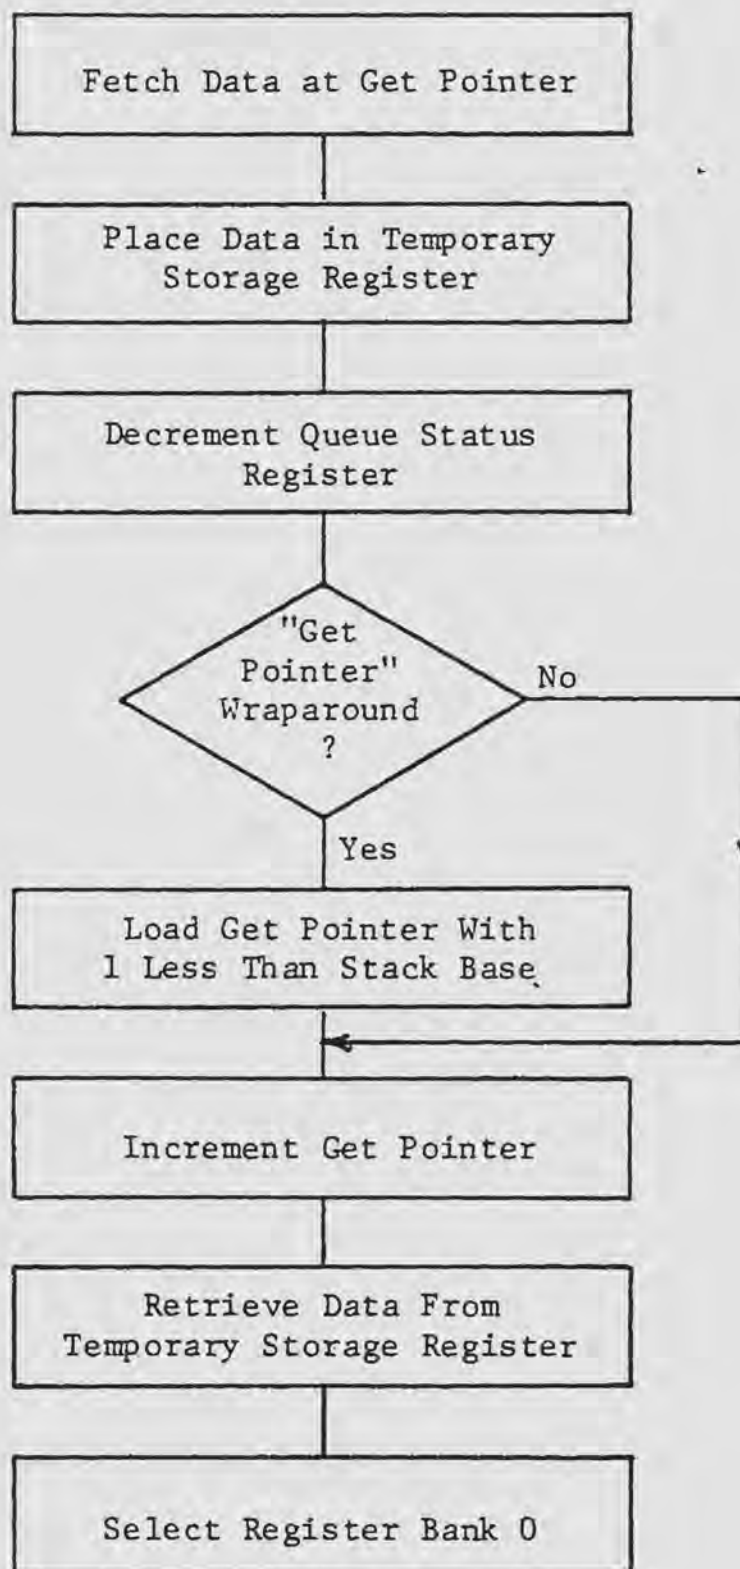 Fetch Data at Get Pointer
Place Data in Temporary
Storage Register
Decrement Queue Status
Register
"Get
Pointer"
Wraparound
?
No
Yes
Load Get Pointer With
1 Less Than Stack Base
Increment Get Pointer
Retrieve Data From
Temporary Storage Register
Select Register Bank 0